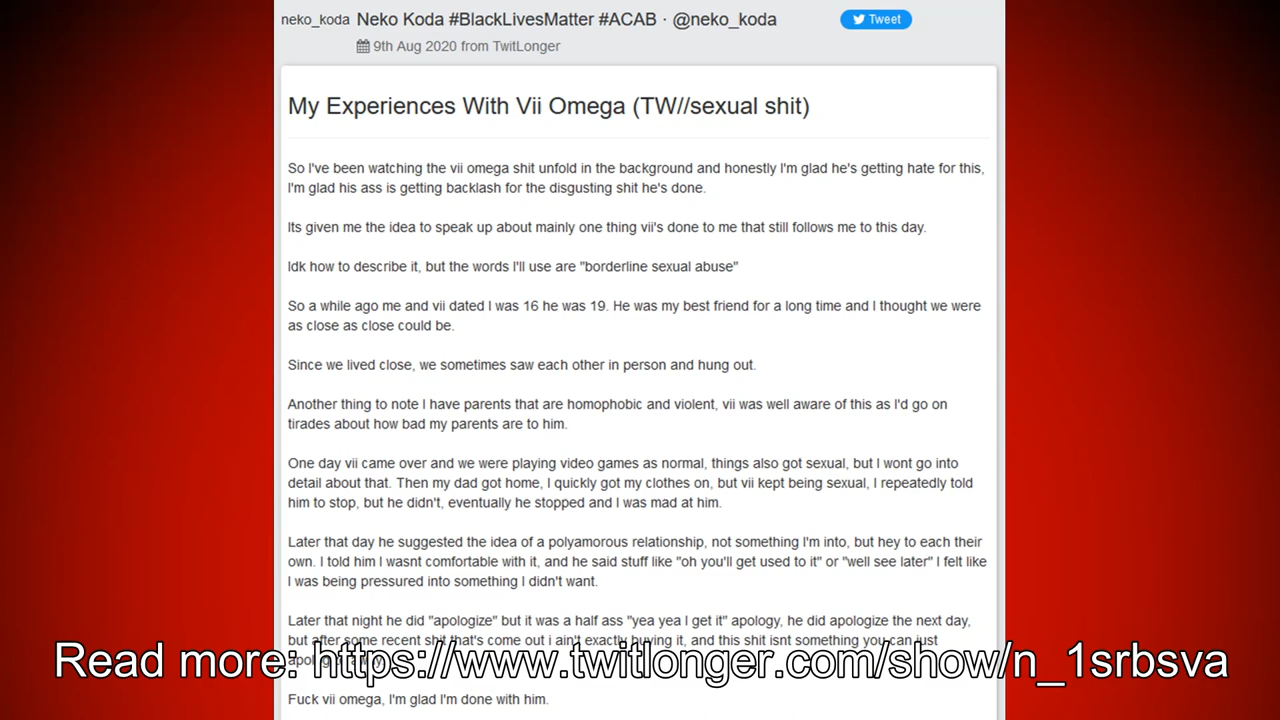 neko_koda Neko Koda #BlackLivesMatter #ACAB · @neko_koda
Tweet
9th Aug 2020 from TwitLonger
My Experiences With Vii Omega (TW//sexual shit)
So I've been watching the vii omega shit unfold in the background and honestly I'm glad he's getting hate for this,
I'm glad his ass is getting backlash for the disgusting shit he's done.
Its given me the idea to speak up about mainly one thing vii's done to me that still follows me to this day.
Idk how to describe it, but the words I'll use are "borderline sexual abuse"
So a while ago me and vii dated I was 16 he was 19. He was my best friend for a long time and I thought we were
as close as close could be.
Since we lived close, we sometimes saw each other in person and hung out.
Another thing to note I have parents that are homophobic and violent, vii was well aware of this as I'd go on
tirades about how bad my parents are to him.
One day vii came over and we were playing video games as normal, things also got sexual, but I wont go into
detail about that. Then my dad got home, I quickly got my clothes on, but vii kept being sexual, I repeatedly told
him to stop, but he didn't, eventually he stopped and I was mad at him.
Later that day he suggested the idea of a polyamorous relationship, not something I'm into, but hey to each their
own. I told him I wasnt comfortable with it, and he said stuff like "oh you'll get used to it" or "well see later" I felt like
I was being pressured into something I didn't want.
Later that night he did "apologize" but it was a half ass "yea yea I get it" apology, he did apologize the next day,
but after some recent shit that's come out i ain't exactly buying it, and this shit isnt something you can just
Read more: https://www.twitlonger.com/show/n_1srbsva
Fuck vii omega, I'm glad I'm done with him.